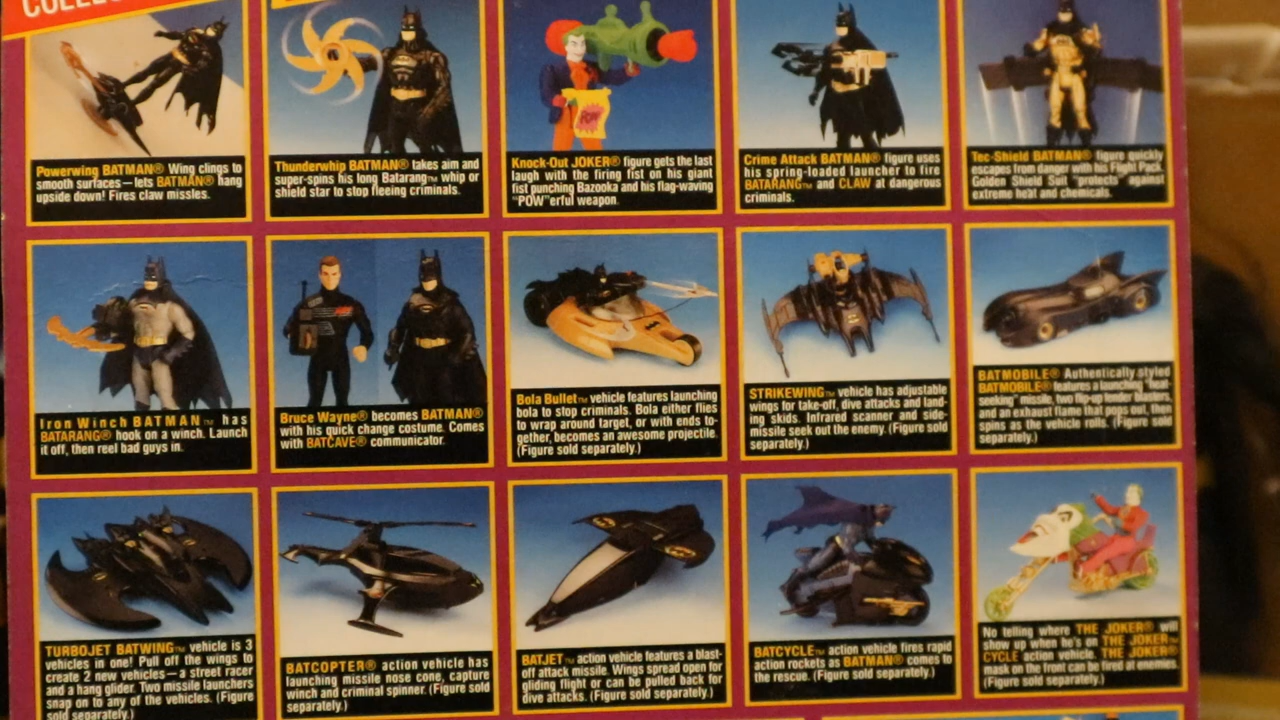 Powerwing BATMAN® Wing clings to
smooth surfaces—lets BATMAN® hang
upside down! Fires claw missles.
Thunderwhip BATMAN® takes aim and
super-spins his long Batarang™ whip or
shield star to stop fleeing criminals.
POW
Knock-Out JOKER® figure gets the last
laugh with the firing fist on his giant
fist punching Bazooka and his flag-waving
"POW"erful weapon.
Crime Attack BATMAN® figure uses
his spring-loaded launcher to fire
BATARANG™ and CLAW at dangerous
criminals.
Tec-Shield BATMAN® figure quickly
escapes from danger with his Flight Pack.
Golden Shield Suit "protects" against
extreme heat and chemicals.
Iron Winch BATMAN™ has
BATARANG® hook on a winch. Launch
it off, then reel bad guys in.
Bruce Wayne® becomes BATMAN®
with his quick change costume. Comes
with BATCAVE® communicator.
Bola Bullet™ vehicle features launching
bola to stop criminals. Bola either flies
to wrap around target, or with ends to-
gether, becomes an awesome projectile.
(Figure sold separately.)
STRIKEWING™ vehicle has adjustable
wings for take-off, dive attacks and land-
ing skids. Infrared scanner and side-
missile seek out the enemy. (Figure sold
separately.)
BATMOBILE® Authentically styled
BATMOBILE® features a launching "heat-
seeking" missile, two flip-up fender blasters,
and an exhaust flame that pops out, then
spins as the vehicle rolls. (Figure sold
separately.)
TURBOJET BATWING™ vehicle is 3
vehicles in one! Pull off the wings to
create 2 new vehicles—a street racer
and a hang glider. Two missile launchers
snap on to any of the vehicles. (Figure
sold separately.)
BATCOPTER® action vehicle has
launching missile nose cone, capture
winch and criminal spinner. (Figure sold
separately.)
BATJET™ action vehicle features a blast-
off attack missile. Wings spread open for
gliding flight or can be pulled back for
dive attacks. (Figure sold separately.)
BATCYCLE™ action vehicle fires rapid
action rockets as BATMAN® comes to
the rescue. (Figure sold separately.)
No telling where THE JOKER® will
show up when he's on THE JOKER™
CYCLE action vehicle. THE JOKER™
mask on the front can be fired at enemies.
(Figure sold separately.)